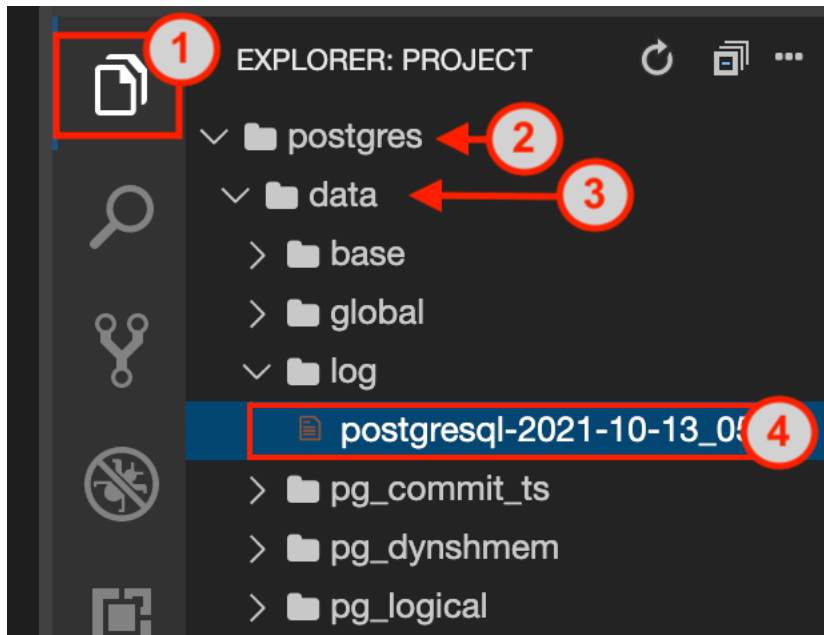 1
EXPLORER: PROJECT
postgres
2
data
3
base
global
log
postgresql-2021-10-13_05
4
pg_commit_ts
pg_dynshmem
pg_logical